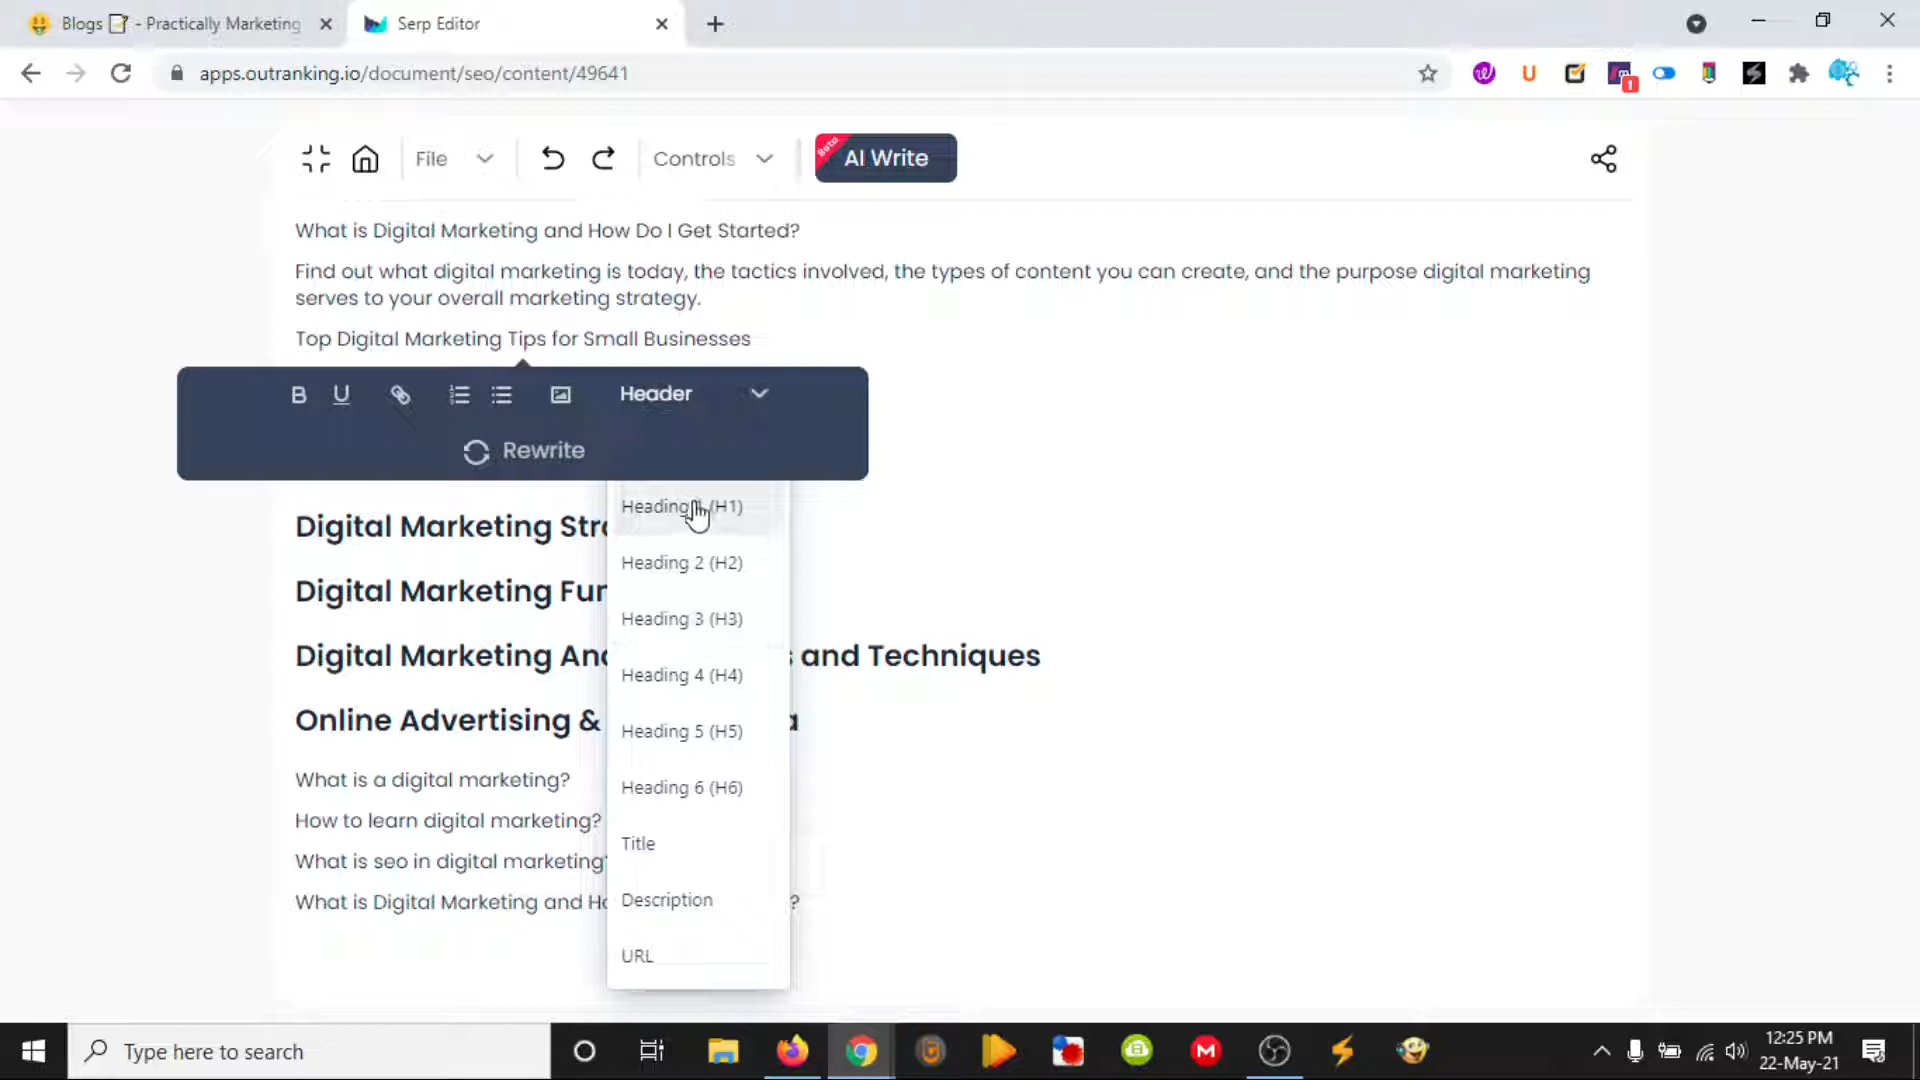 Blogs - Practically Marketing
Serp Editor
apps.outranking.io/document/seo/content/49641
1
File
Controls
Beta
AI Write
What is Digital Marketing and How Do I Get Started?
Find out what digital marketing is today, the tactics involved, the types of content you can create, and the purpose digital marketing
serves to your overall marketing strategy.
Top Digital Marketing Tips for Small Businesses
B U
Header
Rewrite
Heading (H1)
Digital Marketing
Heading 2 (H2)
Digital Marketing
Heading 3 (H3)
Digital Marketing and Techniques
Heading 4 (H4)
Online Advertising &
Heading 5 (H5)
What is a digital marketing?
Heading 6 (H6)
How to learn digital marketing?
Title
What is seo in digital marketing?
Description
What is Digital Marketing and ?
URL
Type here to search
12:25 PM
22-May-21